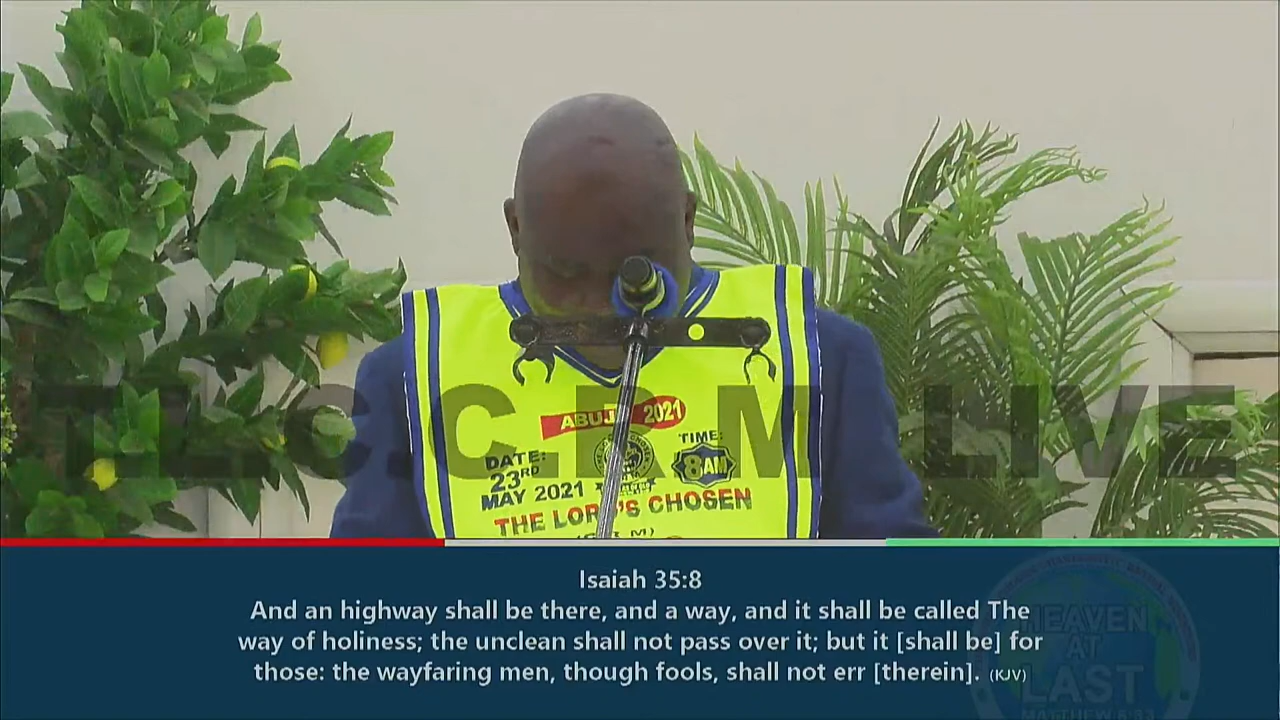 T.L.C.C.R.M LIVE
ABUJA 2021
DATE:
23RD
MAY 2021
TIME:
8AM
THE LORD'S CHOSEN
Isaiah 35:8
And an highway shall be there, and a way, and it shall be called The
way of holiness; the unclean shall not pass over it; but it [shall be] for
those: the wayfaring men, though fools, shall not err [therein]. (KJV)
HEAVEN
AT
LAST